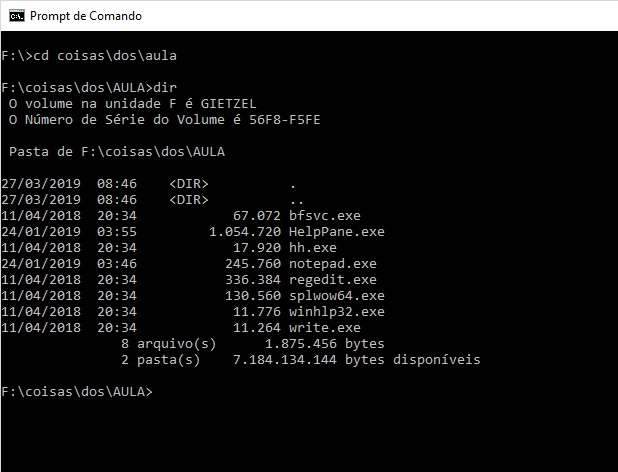 Prompt de Comando
F:\>cd coisas\dos\aula
F:\coisas\dos\AULA>dir
O volume na unidade F é GIETZEL
O Número de Série do Volume é 56F8-F5FE
Pasta de F:\coisas\dos\AULA
27/03/2019  08:46    <DIR>          .
27/03/2019  08:46    <DIR>          ..
11/04/2018  20:34            67.072 bfsvc.exe
24/01/2019  03:55         1.054.720 HelpPane.exe
11/04/2018  20:34            17.920 hh.exe
24/01/2019  03:46           245.760 notepad.exe
11/04/2018  20:34           336.384 regedit.exe
11/04/2018  20:34           130.560 splwow64.exe
11/04/2018  20:34            11.776 winhlp32.exe
11/04/2018  20:34            11.264 write.exe
8 arquivo(s)      1.875.456 bytes
2 pasta(s)    7.184.134.144 bytes disponíveis
F:\coisas\dos\AULA>